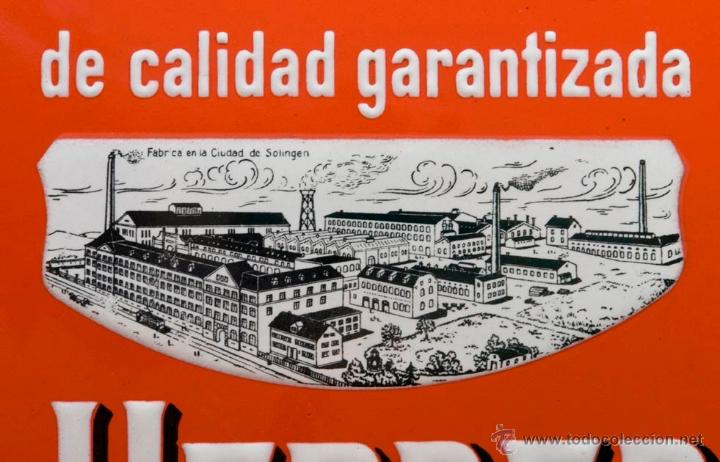 de calidad garantizada
Fabrica en la Ciudad de Solingen
© www.todocoleccion.net